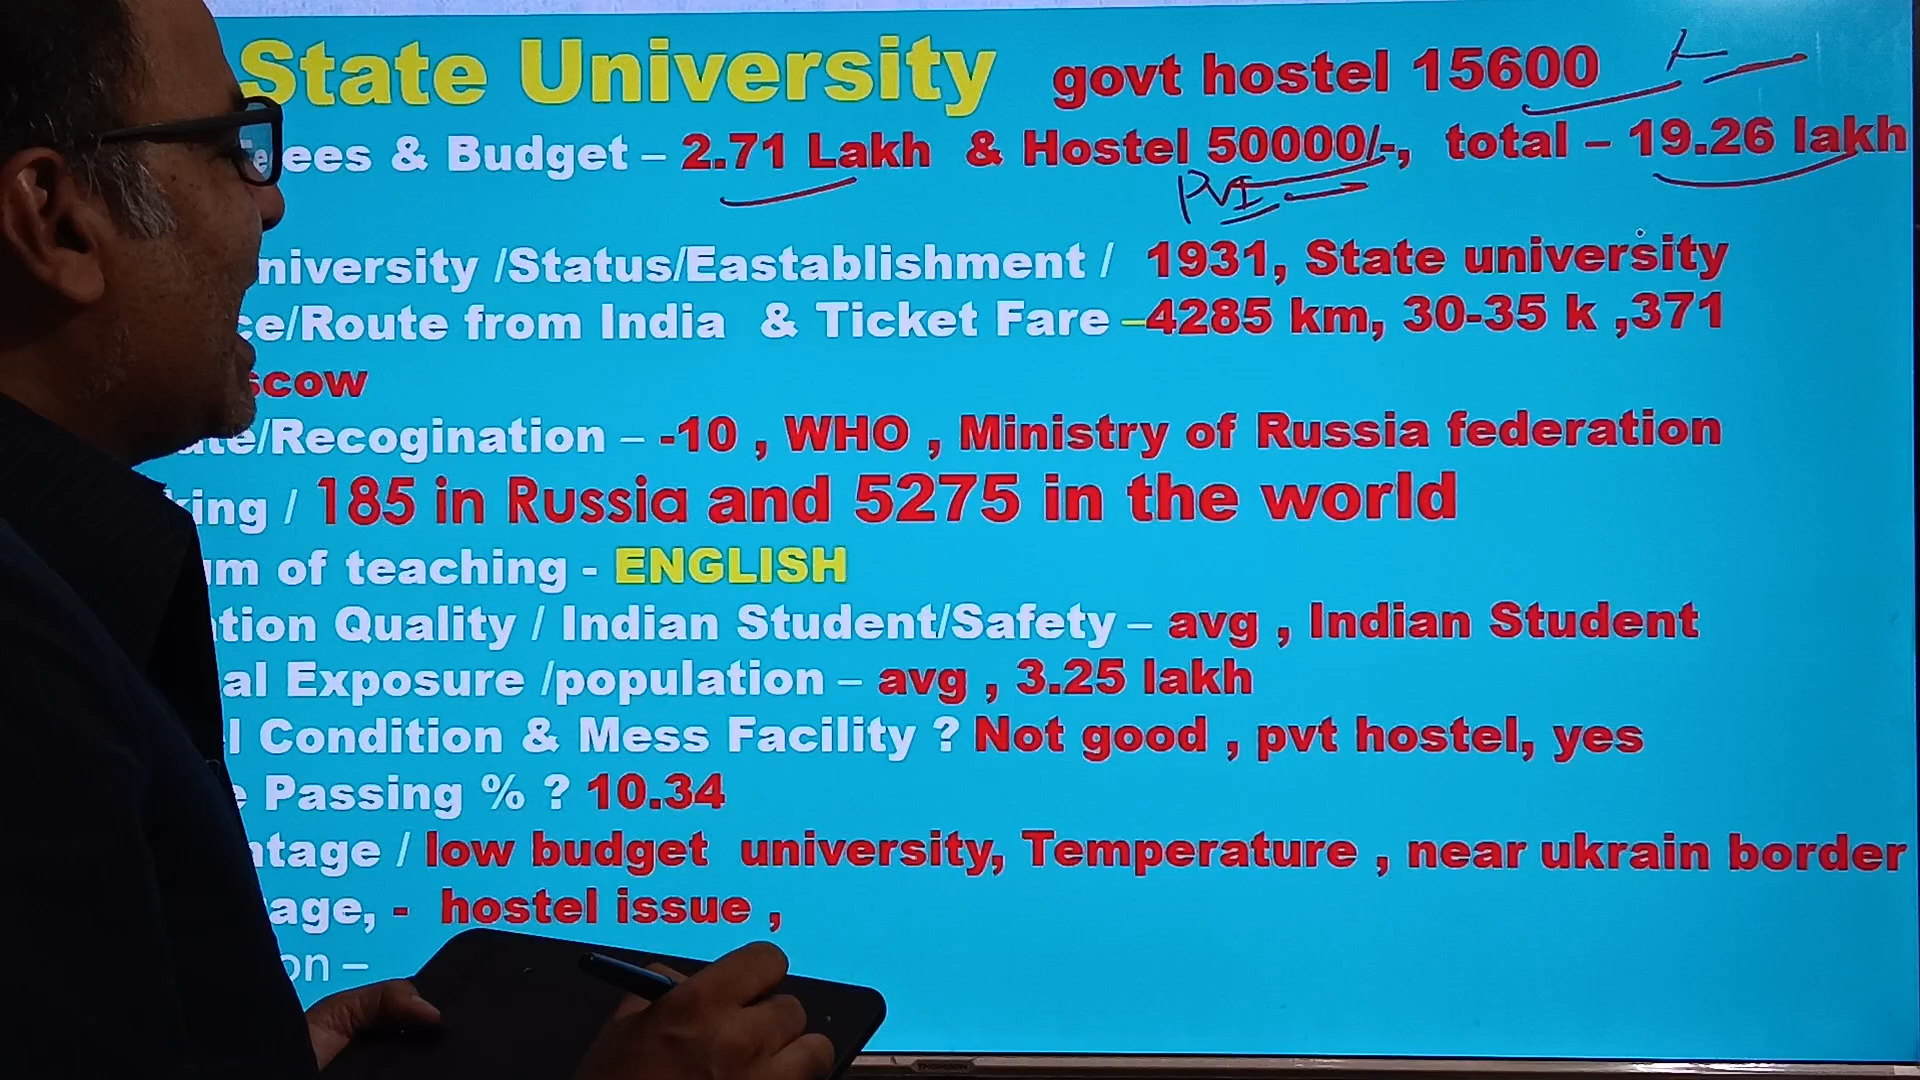 State University govt hostel 15600
ees & Budget – 2.71 Lakh & Hostel 50000/-, total – 19.26 lakh
PVT
niversity /Status/Eastablishment / 1931, State university
ce/Route from India & Ticket Fare –4285 km, 30-35 k ,371
scow
te/Recogination – -10 , WHO , Ministry of Russia federation
king / 185 in Russia and 5275 in the world
um of teaching - ENGLISH
tion Quality / Indian Student/Safety – avg , Indian Student
al Exposure /population – avg , 3.25 lakh
l Condition & Mess Facility ? Not good , pvt hostel, yes
e Passing % ? 10.34
ntage / low budget university, Temperature , near ukrain border
age, - hostel issue ,
on –